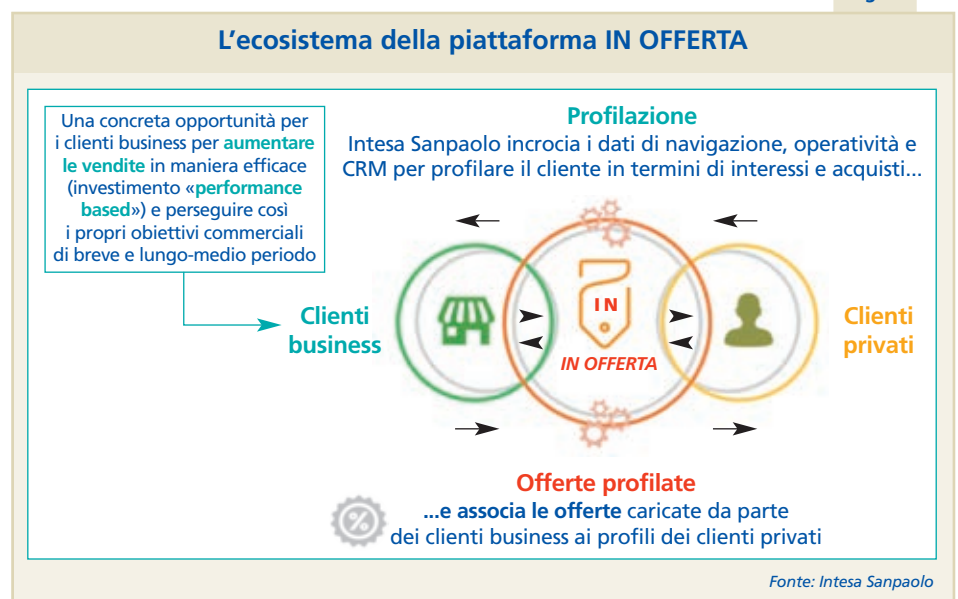 L'ecosistema della piattaforma IN OFFERTA
Una concreta opportunità per
i clienti business per aumentare
le vendite in maniera efficace
(investimento «performance
based») e perseguire così
i propri obiettivi commerciali
di breve e lungo-medio periodo
Profilazione
Intesa Sanpaolo incrocia i dati di navigazione, operatività e
CRM per profilare il cliente in termini di interessi e acquisti...
Clienti
business
IN
IN OFFERTA
Clienti
privati
Offerte profilate
%
...e associa le offerte caricate da parte
dei clienti business ai profili dei clienti privati
Fonte: Intesa Sanpaolo